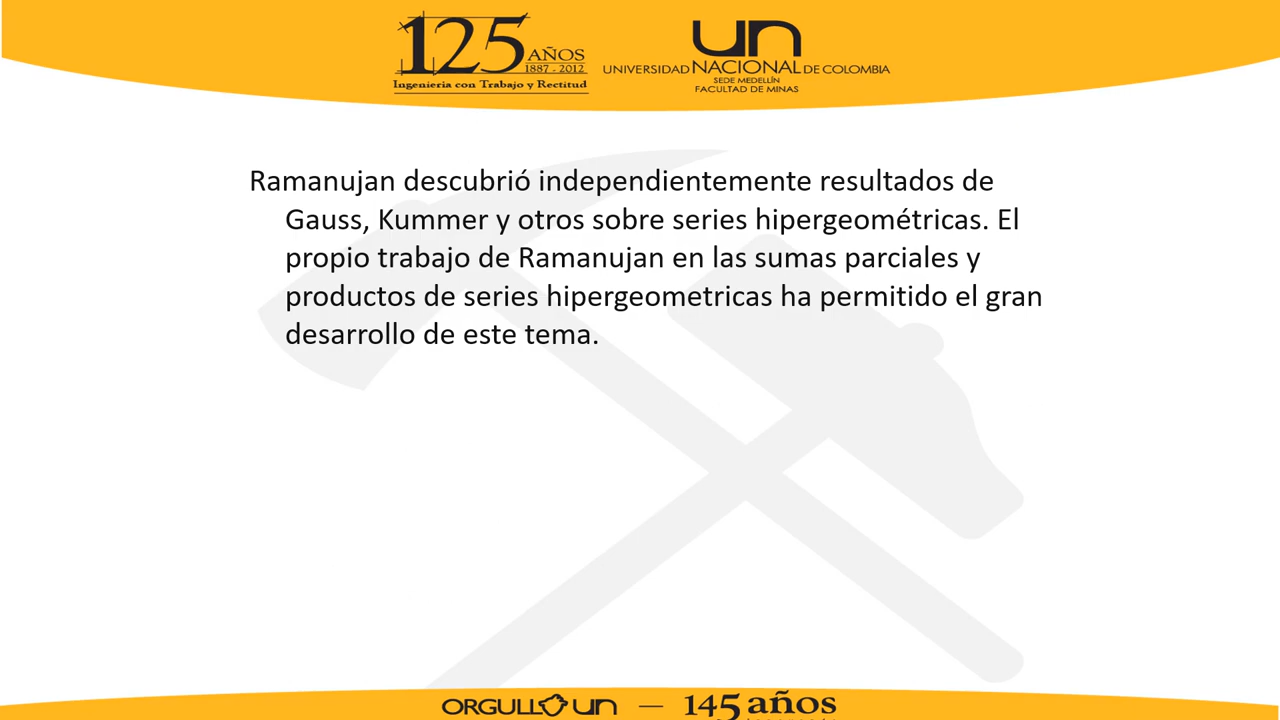 125 AÑOS
1887 - 2012
Ingeniería con Trabajo y Rectitud
un
UNIVERSIDAD NACIONAL DE COLOMBIA
SEDE MEDELLÍN
FACULTAD DE MINAS
Ramanujan descubrió independientemente resultados de
Gauss, Kummer y otros sobre series hipergeométricas. El
propio trabajo de Ramanujan en las sumas parciales y
productos de series hipergeometricas ha permitido el gran
desarrollo de este tema.
ORGULLO un — 145 años